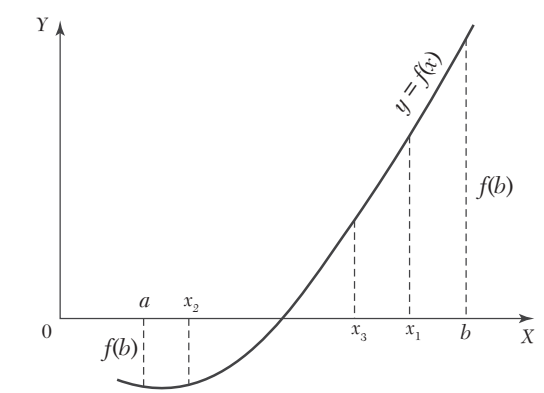 Y
y = f(x)
f(b)
a
x₂
0
x₃
x₁
b
X
f(b)